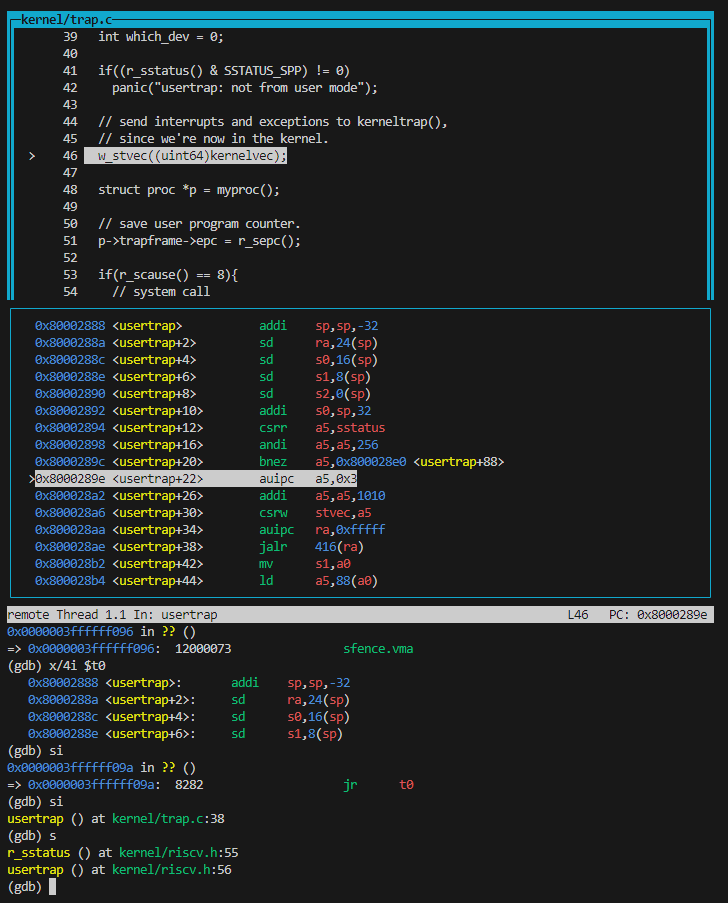 kernel/trap.c
39 int which_dev = 0;
40
41 if((r_sstatus() & SSTATUS_SPP) != 0)
42 panic("usertrap: not from user mode");
43
44 // send interrupts and exceptions to kerneltrap(),
45 // since we're now in the kernel.
> 46 w_stvec((uint64)kernelvec);
47
48 struct proc *p = myproc();
49
50 // save user program counter.
51 p->trapframe->epc = r_sepc();
52
53 if(r_scause() == 8){
54 // system call
0x80002888 <usertrap> addi sp,sp,-32
0x8000288a <usertrap+2> sd ra,24(sp)
0x8000288c <usertrap+4> sd s0,16(sp)
0x8000288e <usertrap+6> sd s1,8(sp)
0x80002890 <usertrap+8> sd s2,0(sp)
0x80002892 <usertrap+10> addi s0,sp,32
0x80002894 <usertrap+12> csrr a5,sstatus
0x80002898 <usertrap+16> andi a5,a5,256
0x8000289c <usertrap+20> bnez a5,0x800028e0 <usertrap+88>
>0x8000289e <usertrap+22> auipc a5,0x3
0x800028a2 <usertrap+26> addi a5,a5,1010
0x800028a6 <usertrap+30> csrw stvec,a5
0x800028aa <usertrap+34> auipc ra,0xfffff
0x800028ae <usertrap+38> jalr 416(ra)
0x800028b2 <usertrap+42> mv s1,a0
0x800028b4 <usertrap+44> ld a5,88(a0)
remote Thread 1.1 In: usertrap L46 PC: 0x8000289e
0x0000003ffffff096 in ?? ()
=> 0x0000003ffffff096: 12000073 sfence.vma
(gdb) x/4i $t0
0x80002888 <usertrap>: addi sp,sp,-32
0x8000288a <usertrap+2>: sd ra,24(sp)
0x8000288c <usertrap+4>: sd s0,16(sp)
0x8000288e <usertrap+6>: sd s1,8(sp)
(gdb) si
0x0000003ffffff09a in ?? ()
=> 0x0000003ffffff09a: 8282 jr t0
(gdb) si
usertrap () at kernel/trap.c:38
(gdb) s
r_sstatus () at kernel/riscv.h:55
usertrap () at kernel/riscv.h:56
(gdb)